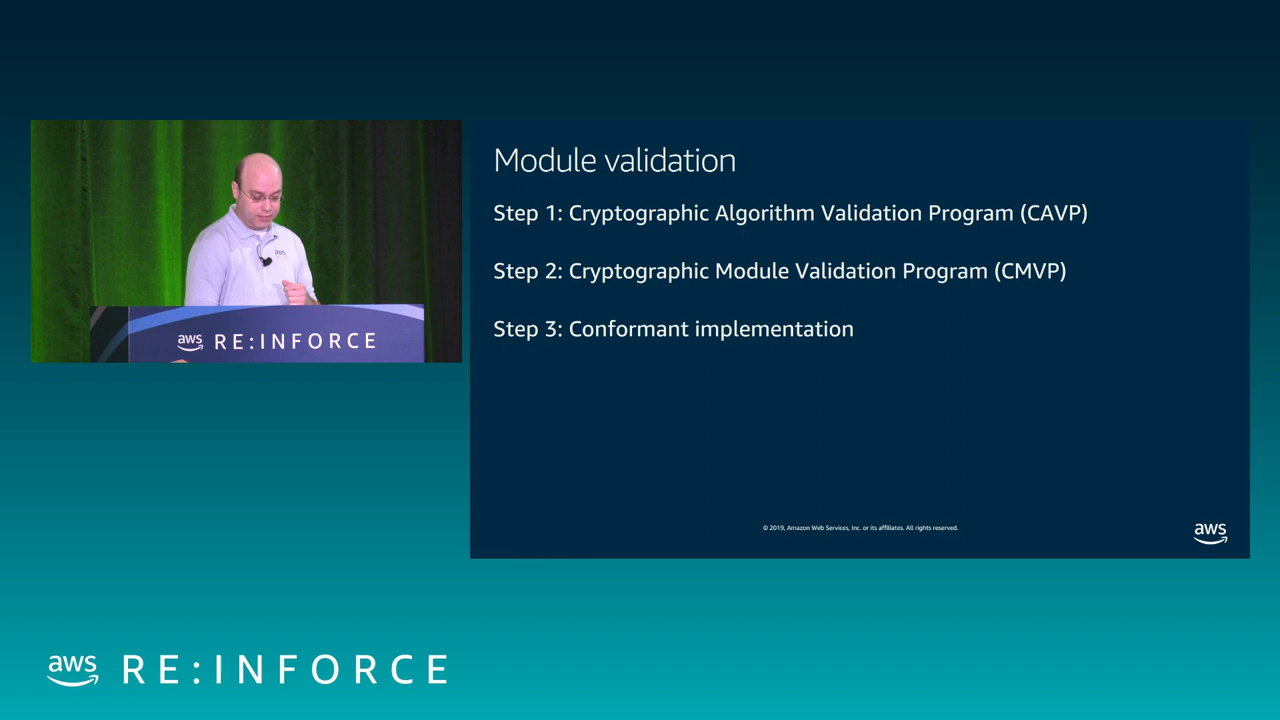 aws
aws RE:INFORCE
Module validation
Step 1: Cryptographic Algorithm Validation Program (CAVP)
Step 2: Cryptographic Module Validation Program (CMVP)
Step 3: Conformant implementation
© 2019, Amazon Web Services, Inc. or its affiliates. All rights reserved.
aws
aws RE:INFORCE